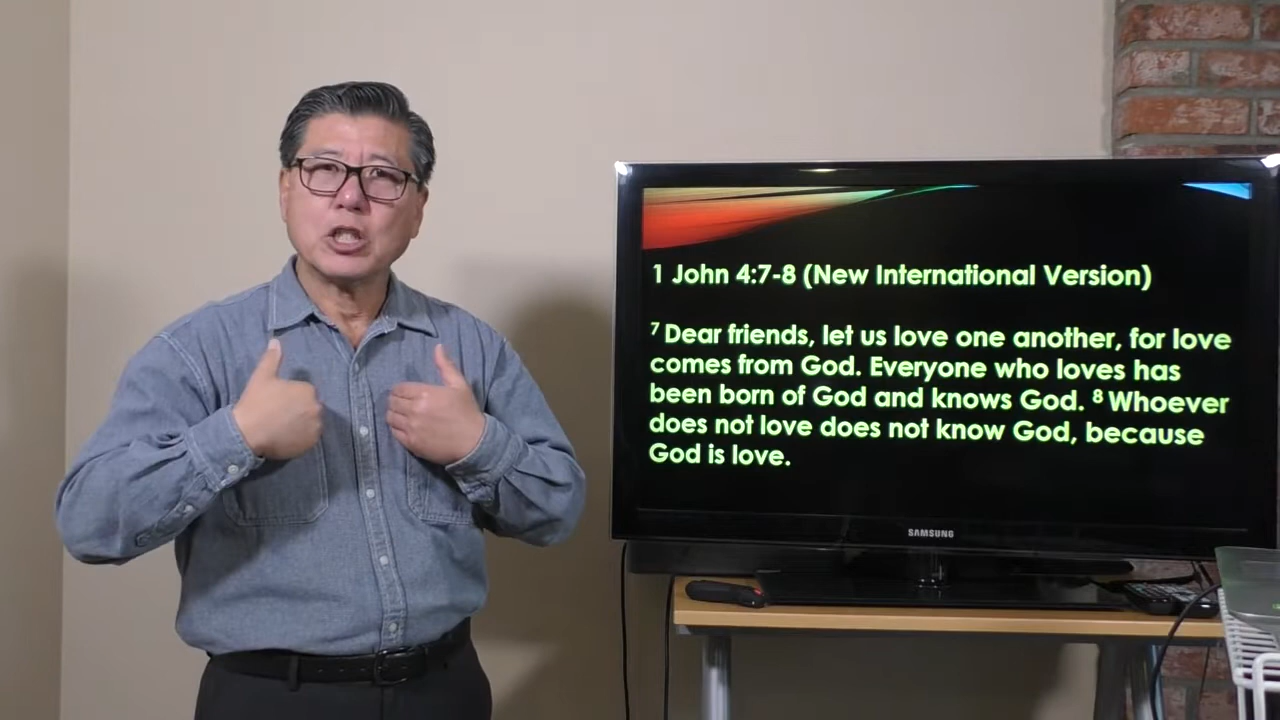 1 John 4:7-8 (New International Version)
7 Dear friends, let us love one another, for love
comes from God. Everyone who loves has
been born of God and knows God. 8 Whoever
does not love does not know God, because
God is love.
SAMSUNG